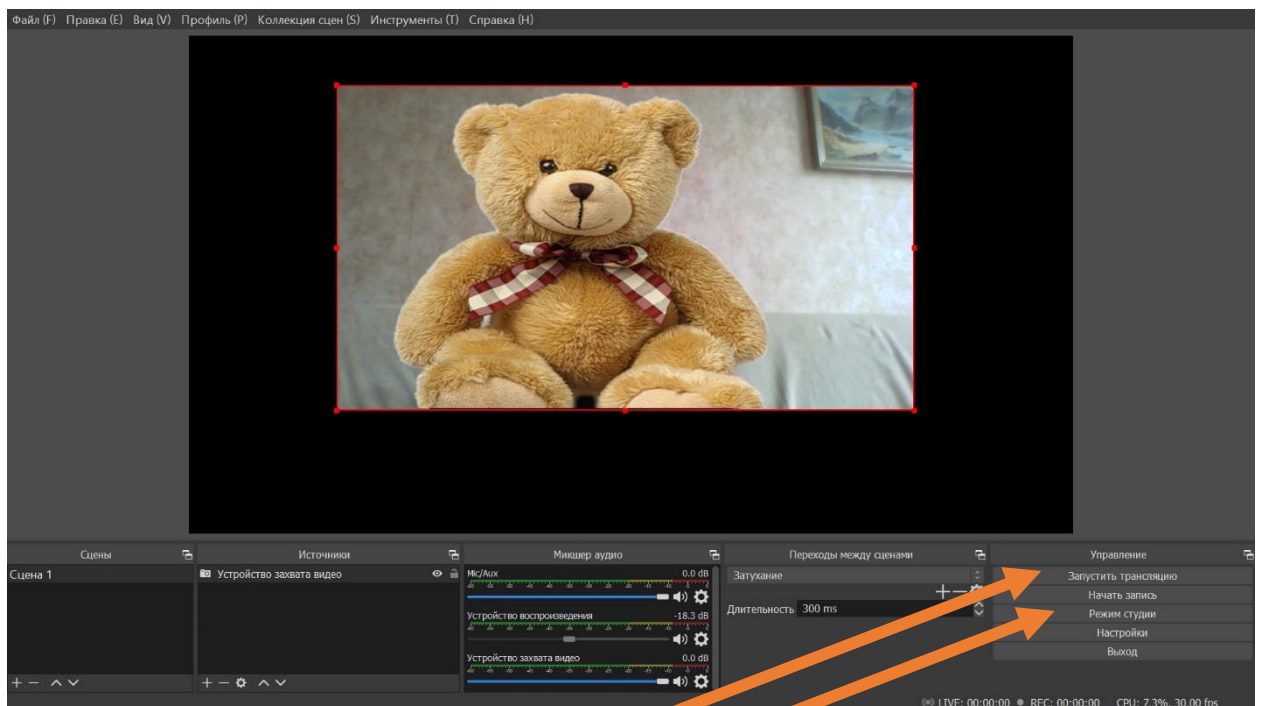 Файл (F) Правка (E) Вид (V) Профиль (P) Коллекция сцен (S) Инструменты (T) Справка (H)
Сцены
Источники
Микшер аудио
Переходы между сценами
Управление
Сцена 1
Устройство захвата видео
Mic/Aux 0.0 dB
Устройство воспроизведения -18.3 dB
Устройство захвата видео 0.0 dB
Затухание
Длительность 300 ms
Запустить трансляцию
Начать запись
Режим студии
Настройки
Выход
LIVE: 00:00:00 REC: 00:00:00 CPU: 7.3%, 30.00 fps